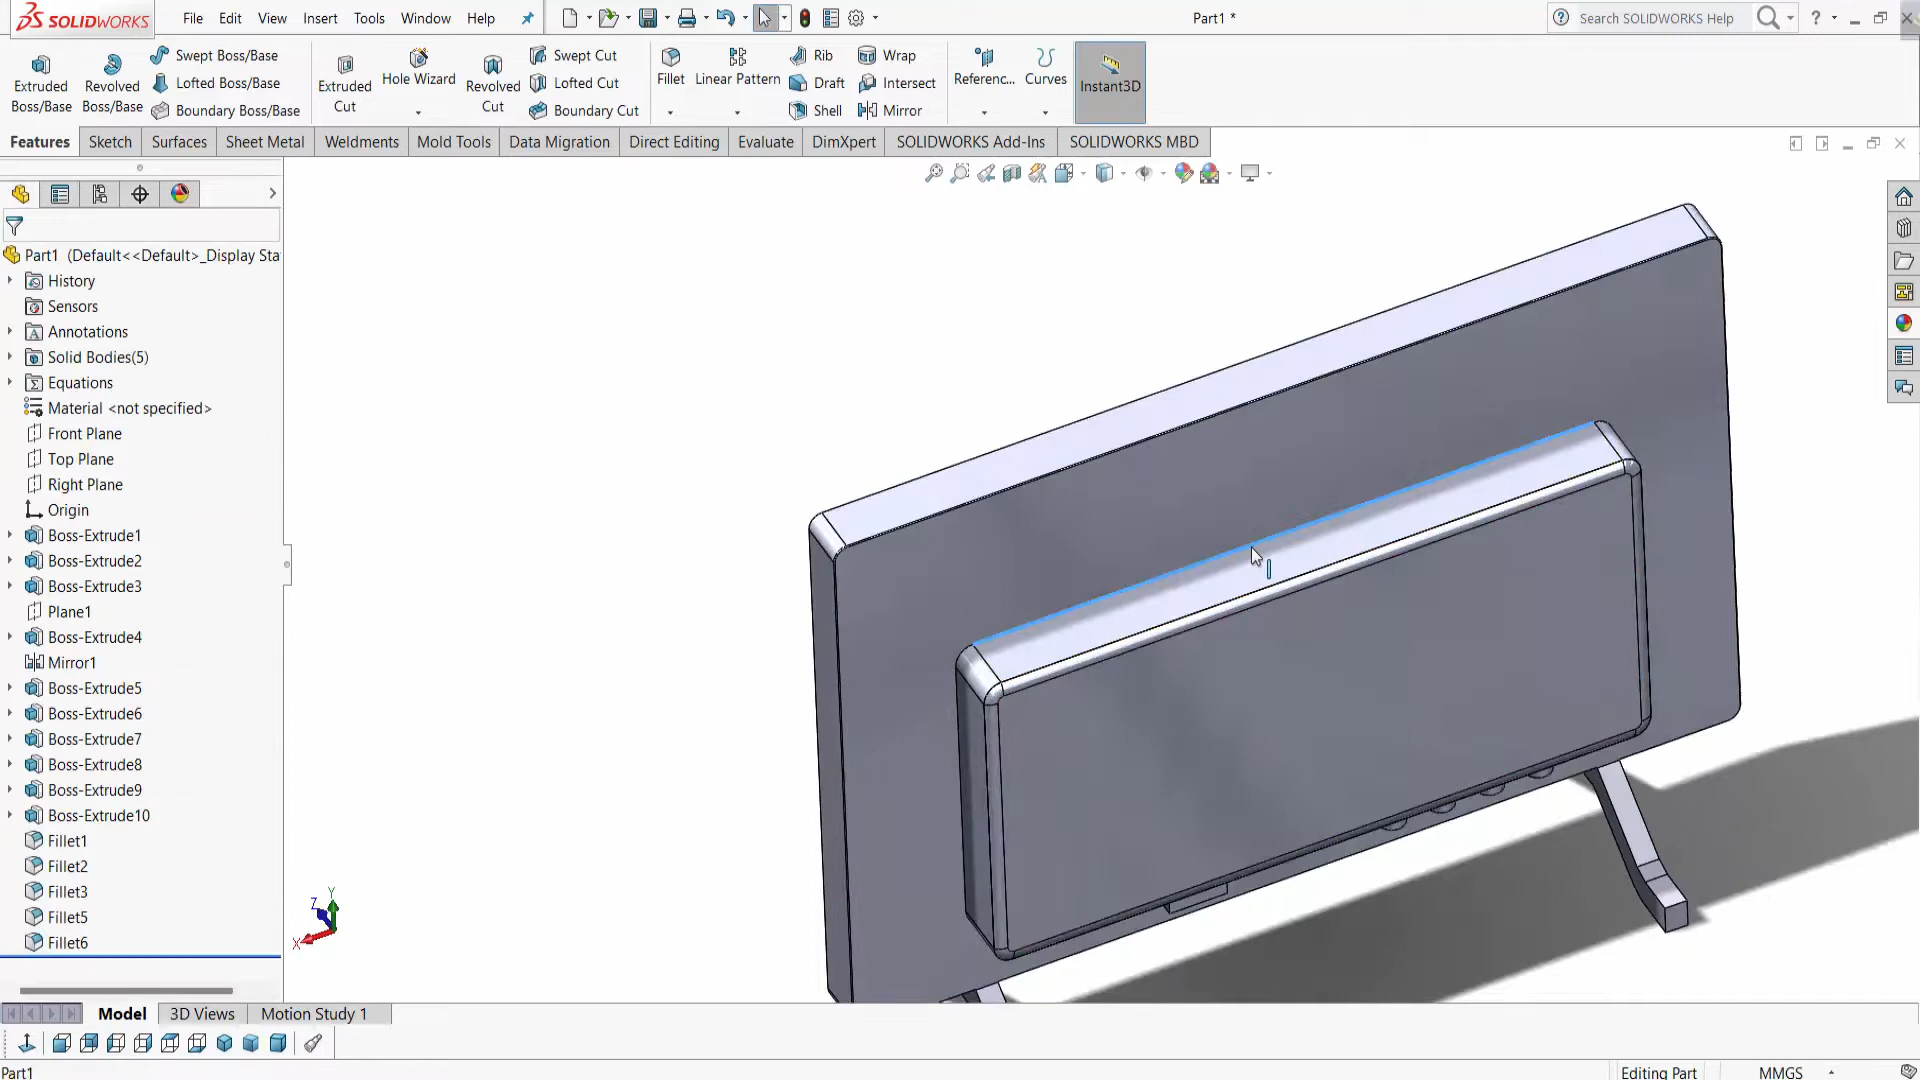 SOLIDWORKS File Edit View Insert Tools Window Help Part1 * Search SOLIDWORKS Help
Extruded Boss/Base
Revolved Boss/Base
Swept Boss/Base
Lofted Boss/Base
Boundary Boss/Base
Extruded Cut
Hole Wizard
Revolved Cut
Swept Cut
Lofted Cut
Boundary Cut
Fillet
Linear Pattern
Rib
Draft
Shell
Wrap
Intersect
Mirror
Referenc...
Curves
Instant3D
Features Sketch Surfaces Sheet Metal Weldments Mold Tools Data Migration Direct Editing Evaluate DimXpert SOLIDWORKS Add-Ins SOLIDWORKS MBD
Part1 (Default<<Default>_Display Sta
History
Sensors
Annotations
Solid Bodies(5)
Equations
Material <not specified>
Front Plane
Top Plane
Right Plane
Origin
Boss-Extrude1
Boss-Extrude2
Boss-Extrude3
Plane1
Boss-Extrude4
Mirror1
Boss-Extrude5
Boss-Extrude6
Boss-Extrude7
Boss-Extrude8
Boss-Extrude9
Boss-Extrude10
Fillet1
Fillet2
Fillet3
Fillet5
Fillet6
Y
Z
X
Model 3D Views Motion Study 1
Part1 Editing Part MMGS